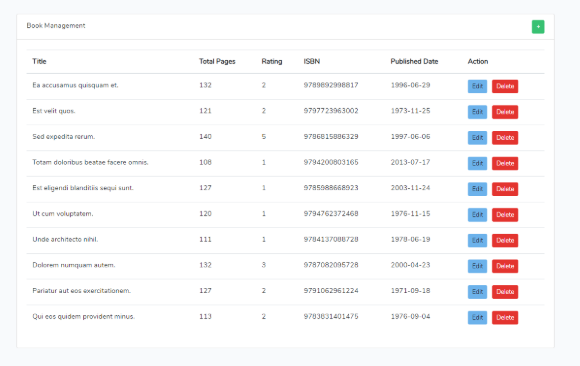 Book Management
+
Title Total Pages Rating ISBN Published Date Action
Ea accusamus quisquam et. 132 2 9789892998817 1996-06-29 Edit Delete
Est velit quos. 121 2 9797723963002 1973-11-25 Edit Delete
Sed expedita rerum. 140 5 9786815886329 1997-06-06 Edit Delete
Totam doloribus beatae facere omnis. 108 1 9794200803165 2013-07-17 Edit Delete
Est eligendi blanditiis sequi sunt. 127 1 9785988668923 2003-11-24 Edit Delete
Ut cum voluptatem. 120 1 9794762372468 1976-11-15 Edit Delete
Unde architecto nihil. 111 1 9784137088728 1978-06-19 Edit Delete
Dolorem numquam autem. 132 3 9787082095728 2000-04-23 Edit Delete
Pariatur aut eos exercitationem. 127 2 9791062961224 1971-09-18 Edit Delete
Qui eos quidem provident minus. 113 2 9783831401475 1976-09-04 Edit Delete